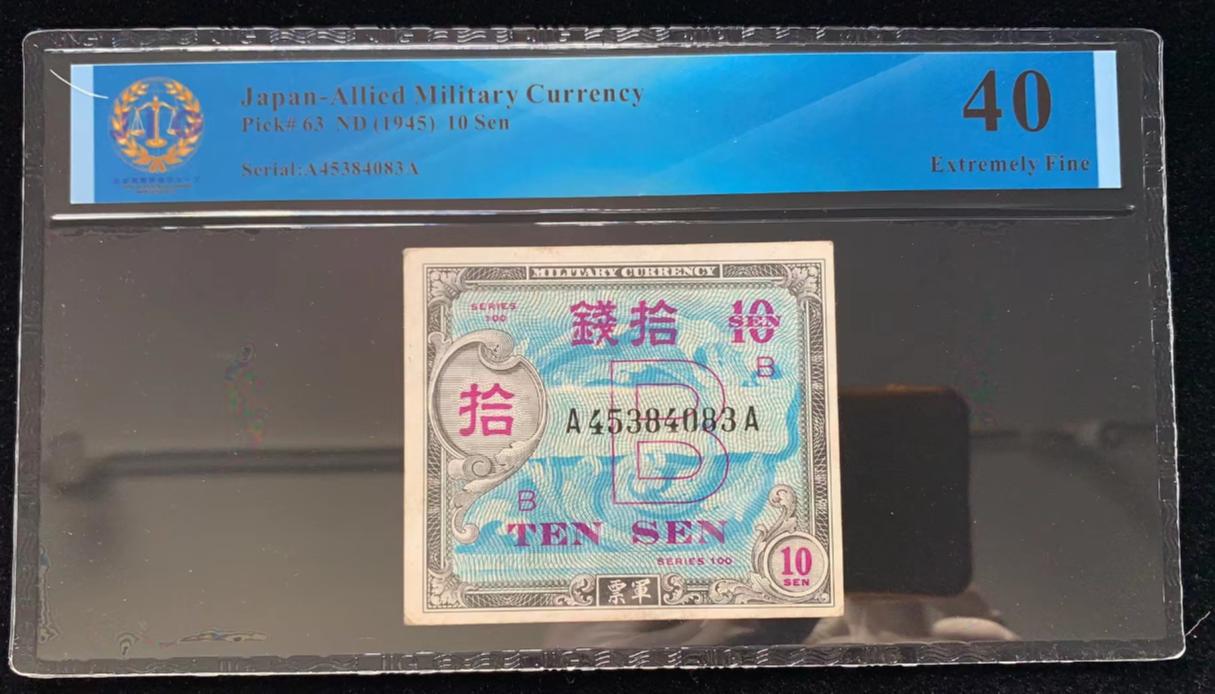 Japan-Allied Military Currency
Pick# 63 ND (1945) 10 Sen
Serial:A45384083A
40
Extremely Fine
MILITARY CURRENCY
SERIES
100
錢拾
10
SEN
B
拾
B
A45384083A
B
TEN SEN
SERIES 100
10
SEN
票軍